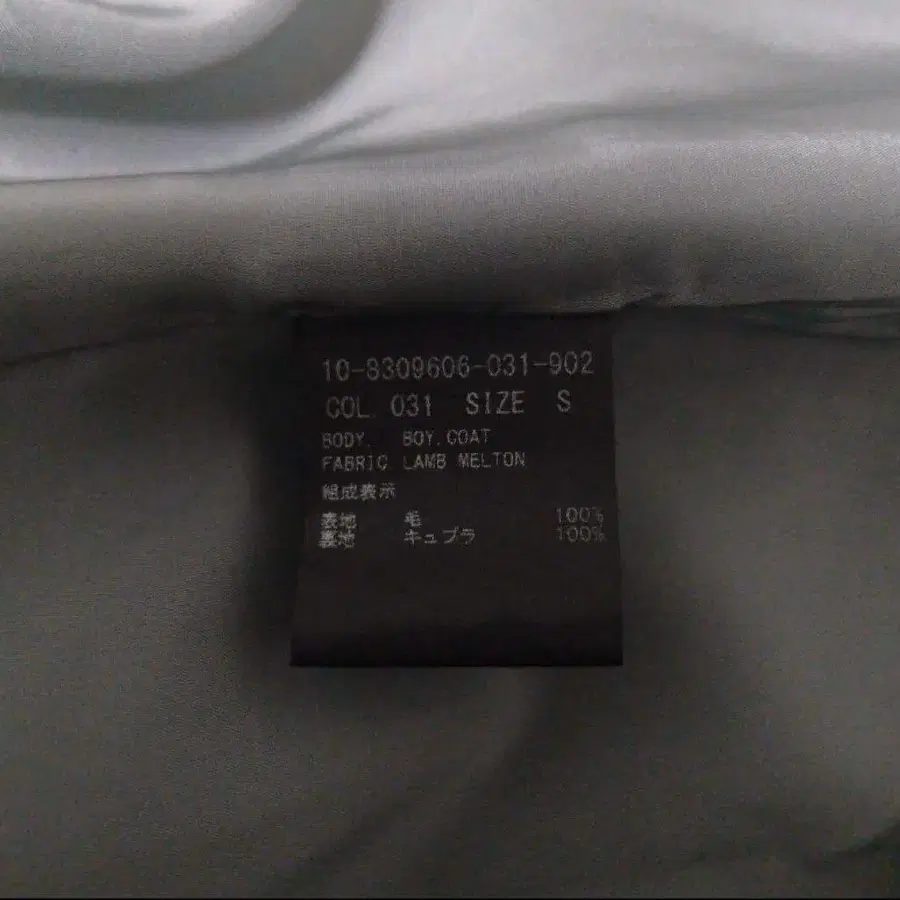 10-8309606-031-902
COL. 031 SIZE S
BODY. BOY.COAT
FABRIC LAMB MELTON
組成表示
表地 毛 100%
裏地 キュプラ 100%